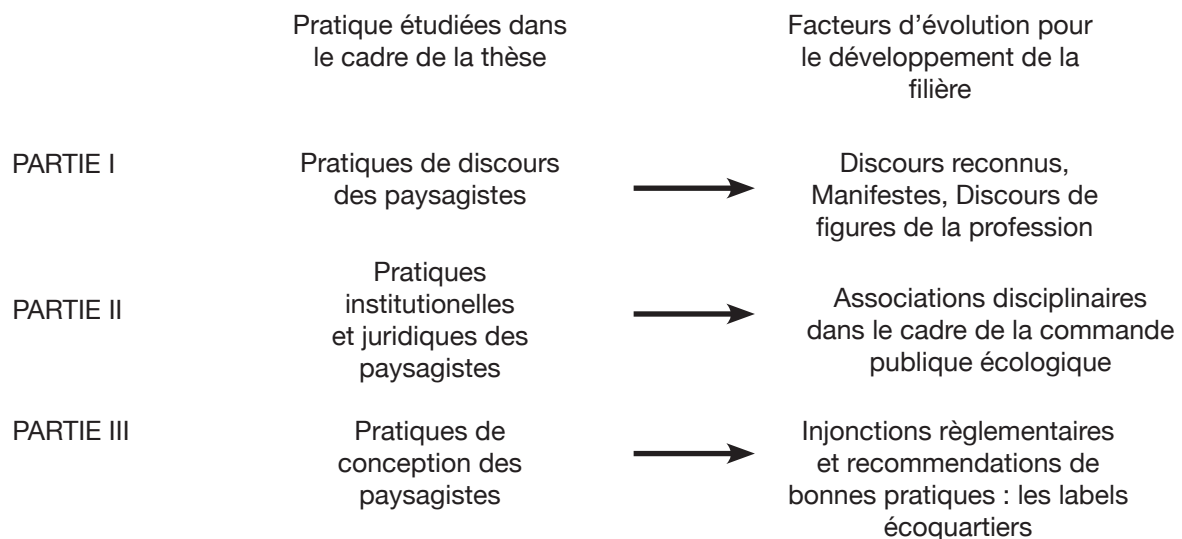 Pratique étudiées dans
le cadre de la thèse
Facteurs d’évolution pour
le développement de la
filière
PARTIE I
Pratiques de discours
des paysagistes
Discours reconnus,
Manifestes, Discours de
figures de la profession
PARTIE II
Pratiques
institutionelles
et juridiques des
paysagistes
Associations disciplinaires
dans le cadre de la commande
publique écologique
PARTIE III
Pratiques de
conception des
paysagistes
Injonctions règlementaires
et recommendations de
bonnes pratiques : les labels
écoquartiers